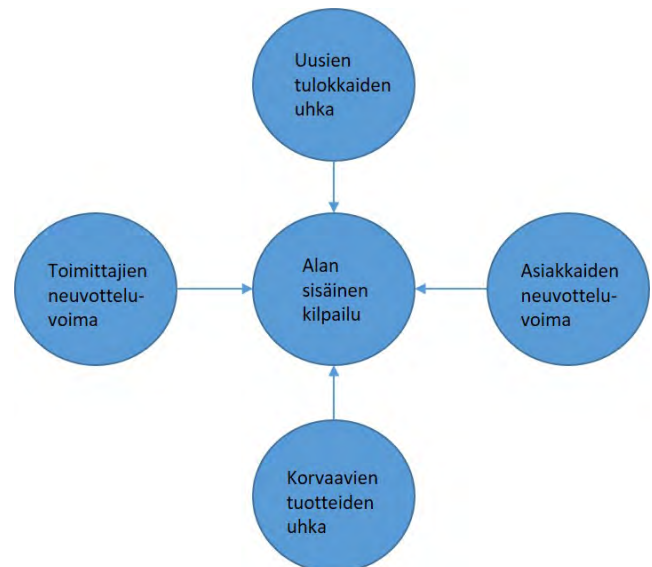 Uusien
tulokkaiden
uhka
Toimittajien
neuvottelu-
voima
Alan
sisäinen
kilpailu
Asiakkaiden
neuvottelu-
voima
Korvaavien
tuotteiden
uhka